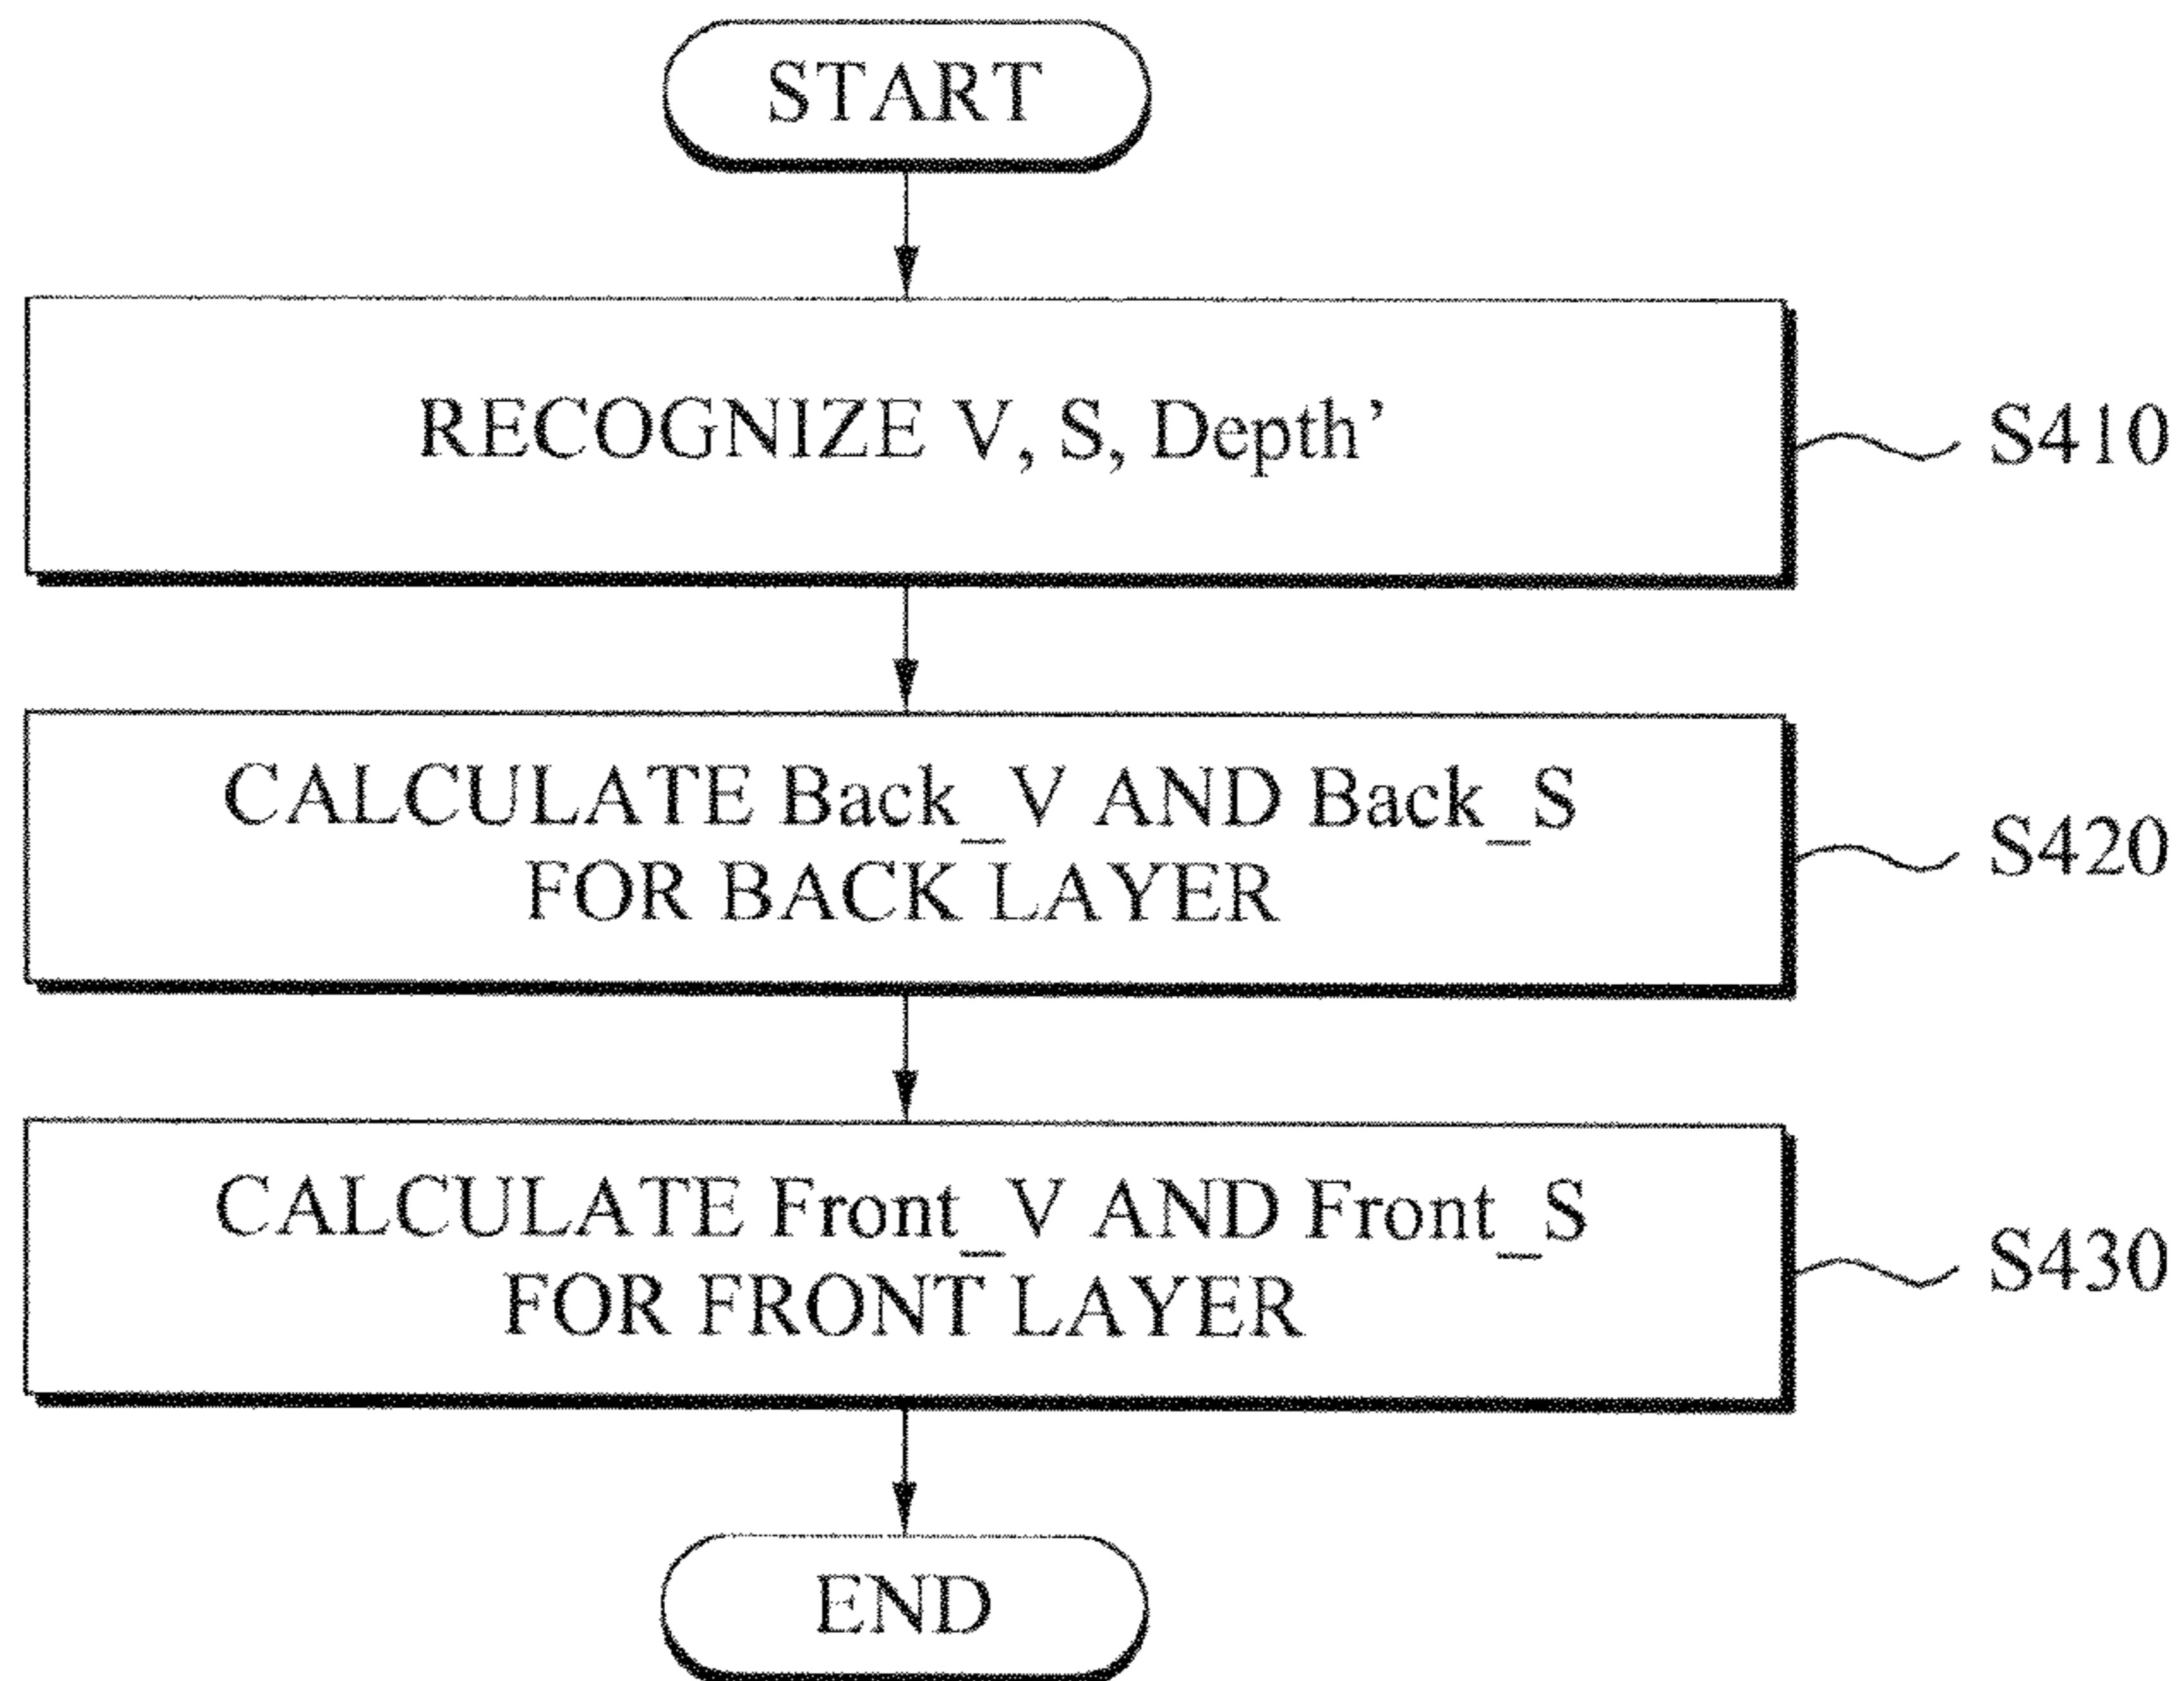 START
RECOGNIZE V, S, Depth’
S410
CALCULATE Back_V AND Back_S
FOR BACK LAYER
S420
CALCULATE Front_V AND Front_S
FOR FRONT LAYER
S430
END